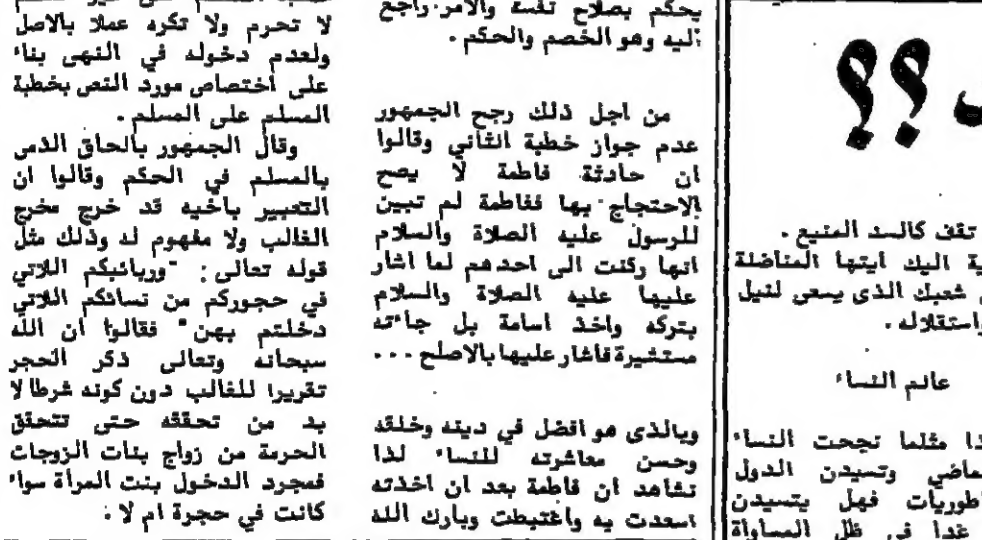 ؟؟
تقف كالسد المنيع .
ية اليك ايتها المناضلة
شعبك الذى يسعى لنيل
واستقلاله .
عالم النساء
ذا مثلما نجحت النساء
ماضي وتسيدن الدول
طوريات فهل يتسيدن
غدا في ظل المساواة
يحكم بصلاح نفسه والامر راجع
اليه وهو الخصم والحكم .
من اجل ذلك رجح الجمهور
عدم جواز خطبة الثاني وقالوا
ان حادثة فاطمة لا يصح
الاحتجاج بها ففاطمة لم تبين
للرسول عليه الصلاة والسلام
انها ركنت الى احدهم لما اشار
عليها عليه الصلاة والسلام
بتركه واخذ اسامة بل جاءته
مستشيرة فاشار عليها بالاصلح ...
وبالذى هو افضل في دينه وخلقه
وحسن معاشرته للنساء لذا
نشاهد ان فاطمة بعد ان اخذته
اسعدت به واغتبطت وبارك الله
لا تحرم ولا تكره عملا بالاصل
ولعدم دخوله في النهى بناء
على اختصاص مورد النص بخطبة
المسلم على المسلم .
وقال الجمهور بالحاق الذمى
بالمسلم في الحكم وقالوا ان
التعبير باخيه قد خرج مخرج
الغالب ولا مفهوم له وذلك مثل
قوله تعالى : "وربائبكم اللاتي
في حجوركم من نسائكم اللاتي
دخلتم بهن" فقالوا ان الله
سبحانه وتعالى ذكر الحجر
تقريرا للغالب دون كونه شرطا لا
بد من تحققه حتى تتحقق
الحرمة من زواج بنات الزوجات
فمجرد الدخول بنت المرأة سواء
كانت في حجرة ام لا .